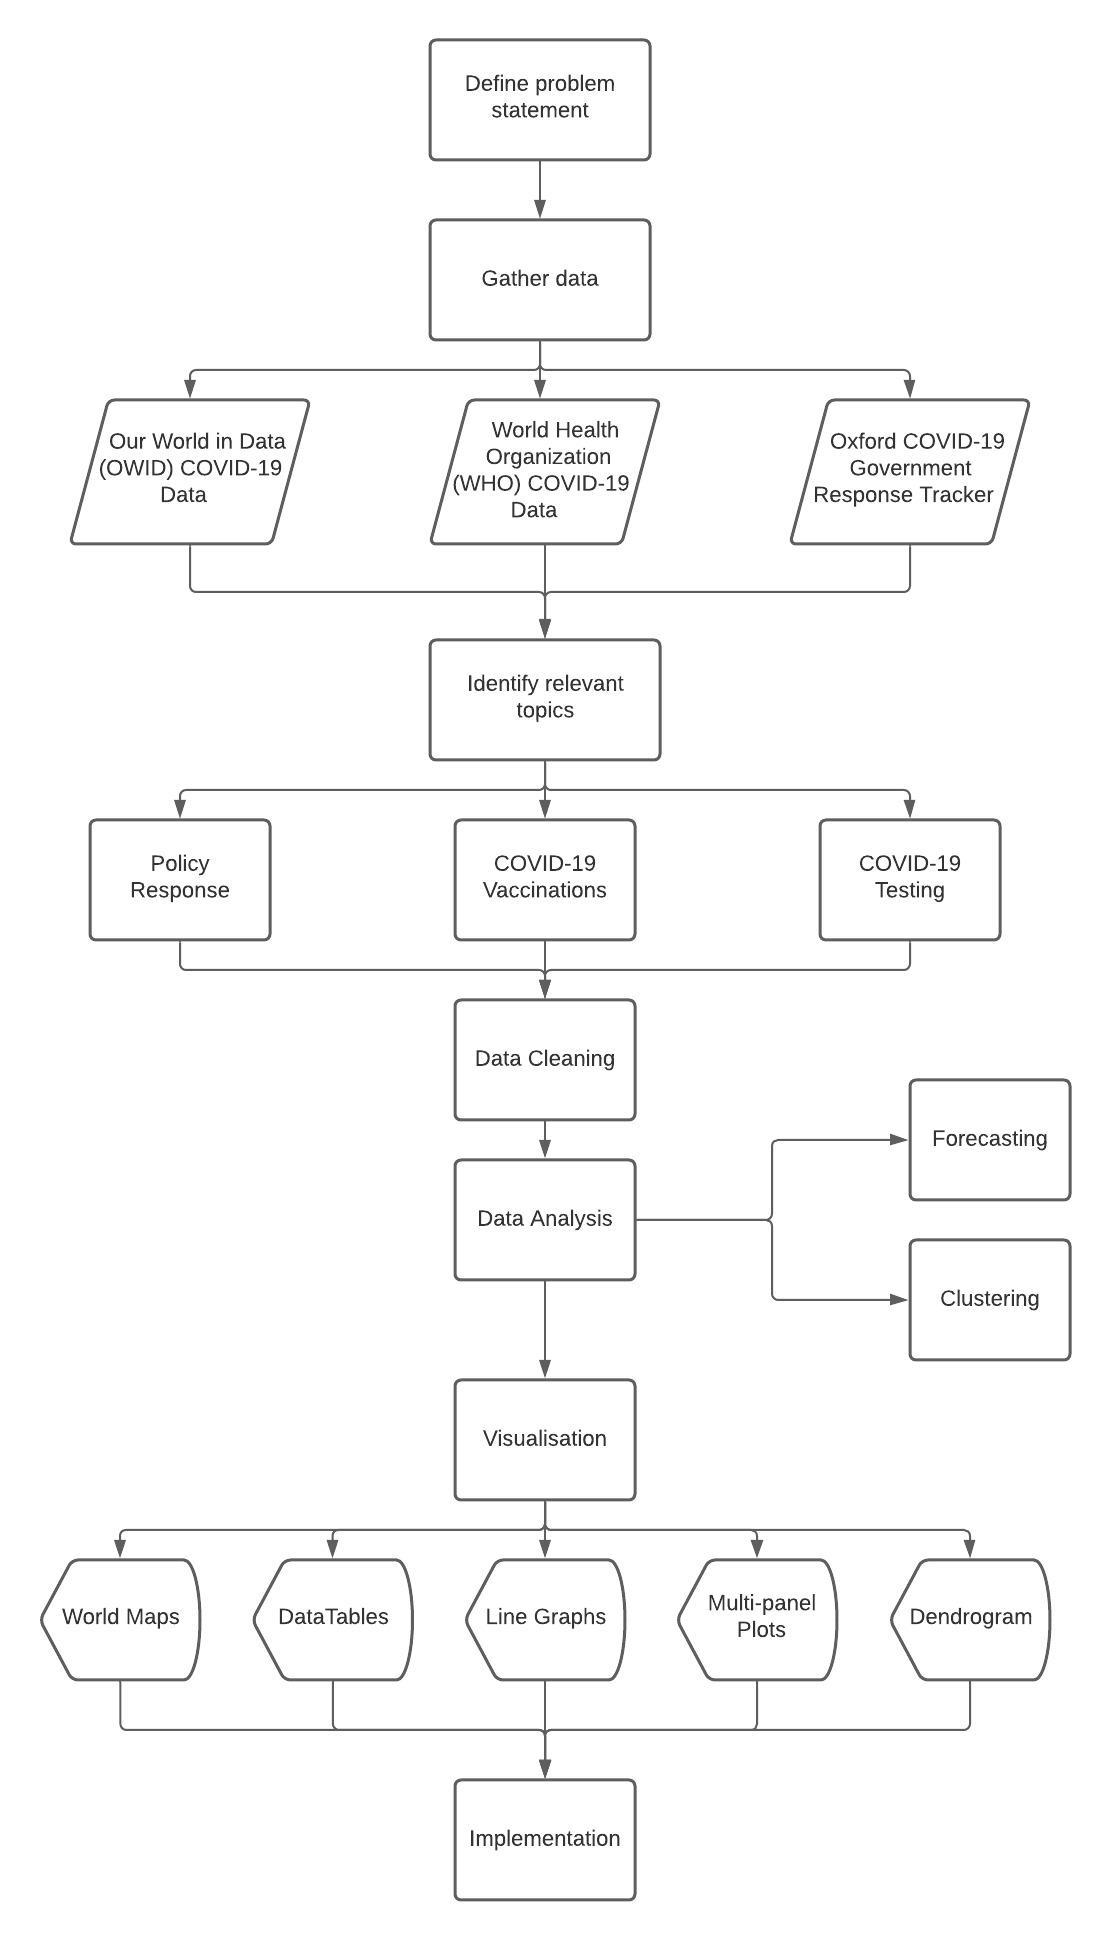 Define problem
statement
Gather data
Our World in Data
(OWID) COVID-19
Data
World Health
Organization
(WHO) COVID-19
Data
Oxford COVID-19
Government
Response Tracker
Identify relevant
topics
Policy
Response
COVID-19
Vaccinations
COVID-19
Testing
Data Cleaning
Forecasting
Data Analysis
Clustering
Visualisation
World Maps
DataTables
Line Graphs
Multi-panel
Plots
Dendrogram
Implementation